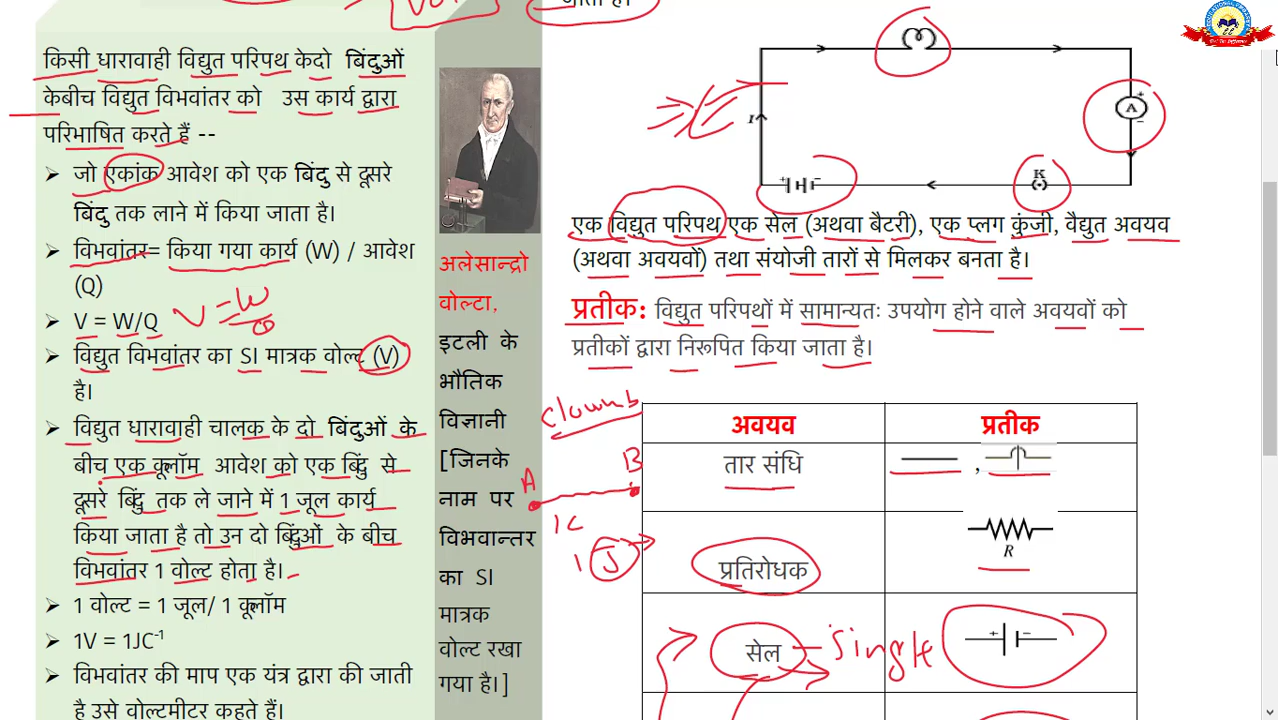 जाता है।
किसी धारावाही विद्युत परिपथ केदो बिंदुओं
केबीच विद्युत विभवांतर को उस कार्य द्वारा
परिभाषित करते हैं --
जो एकांक आवेश को एक बिंदु से दूसरे
बिंदु तक लाने में किया जाता है।
विभवांतर= किया गया कार्य (W) / आवेश
(Q)
V = W/Q
V = W/Q
विद्युत विभवांतर का SI मात्रक वोल्ट (V)
है।
विद्युत धारावाही चालक के दो बिंदुओं के
बीच एक कूलॉम आवेश को एक बिंदु से
दूसरे बिंदु तक ले जाने में 1 जूल कार्य
किया जाता है तो उन दो बिंदुओं के बीच
विभवांतर 1 वोल्ट होता है।
1 वोल्ट = 1 जूल/ 1 कूलॉम
1V = 1JC⁻¹
विभवांतर की माप एक यंत्र द्वारा की जाती
है उसे वोल्टमीटर कहते हैं।
अलेसान्द्रो
वोल्टा,
इटली के
भौतिक
विज्ञानी
[जिनके
नाम पर
विभवान्तर
का SI
मात्रक
वोल्ट रखा
गया है।]
I
+ A −
+ −
K
एक विद्युत परिपथ एक सेल (अथवा बैटरी), एक प्लग कुंजी, वैद्युत अवयव
(अथवा अवयवों) तथा संयोजी तारों से मिलकर बनता है।
प्रतीक: विद्युत परिपथों में सामान्यतः उपयोग होने वाले अवयवों को
प्रतीकों द्वारा निरूपित किया जाता है।
A B
1C
1 J
अवयव प्रतीक
तार संधि ,
प्रतिरोधक R
सेल single + −